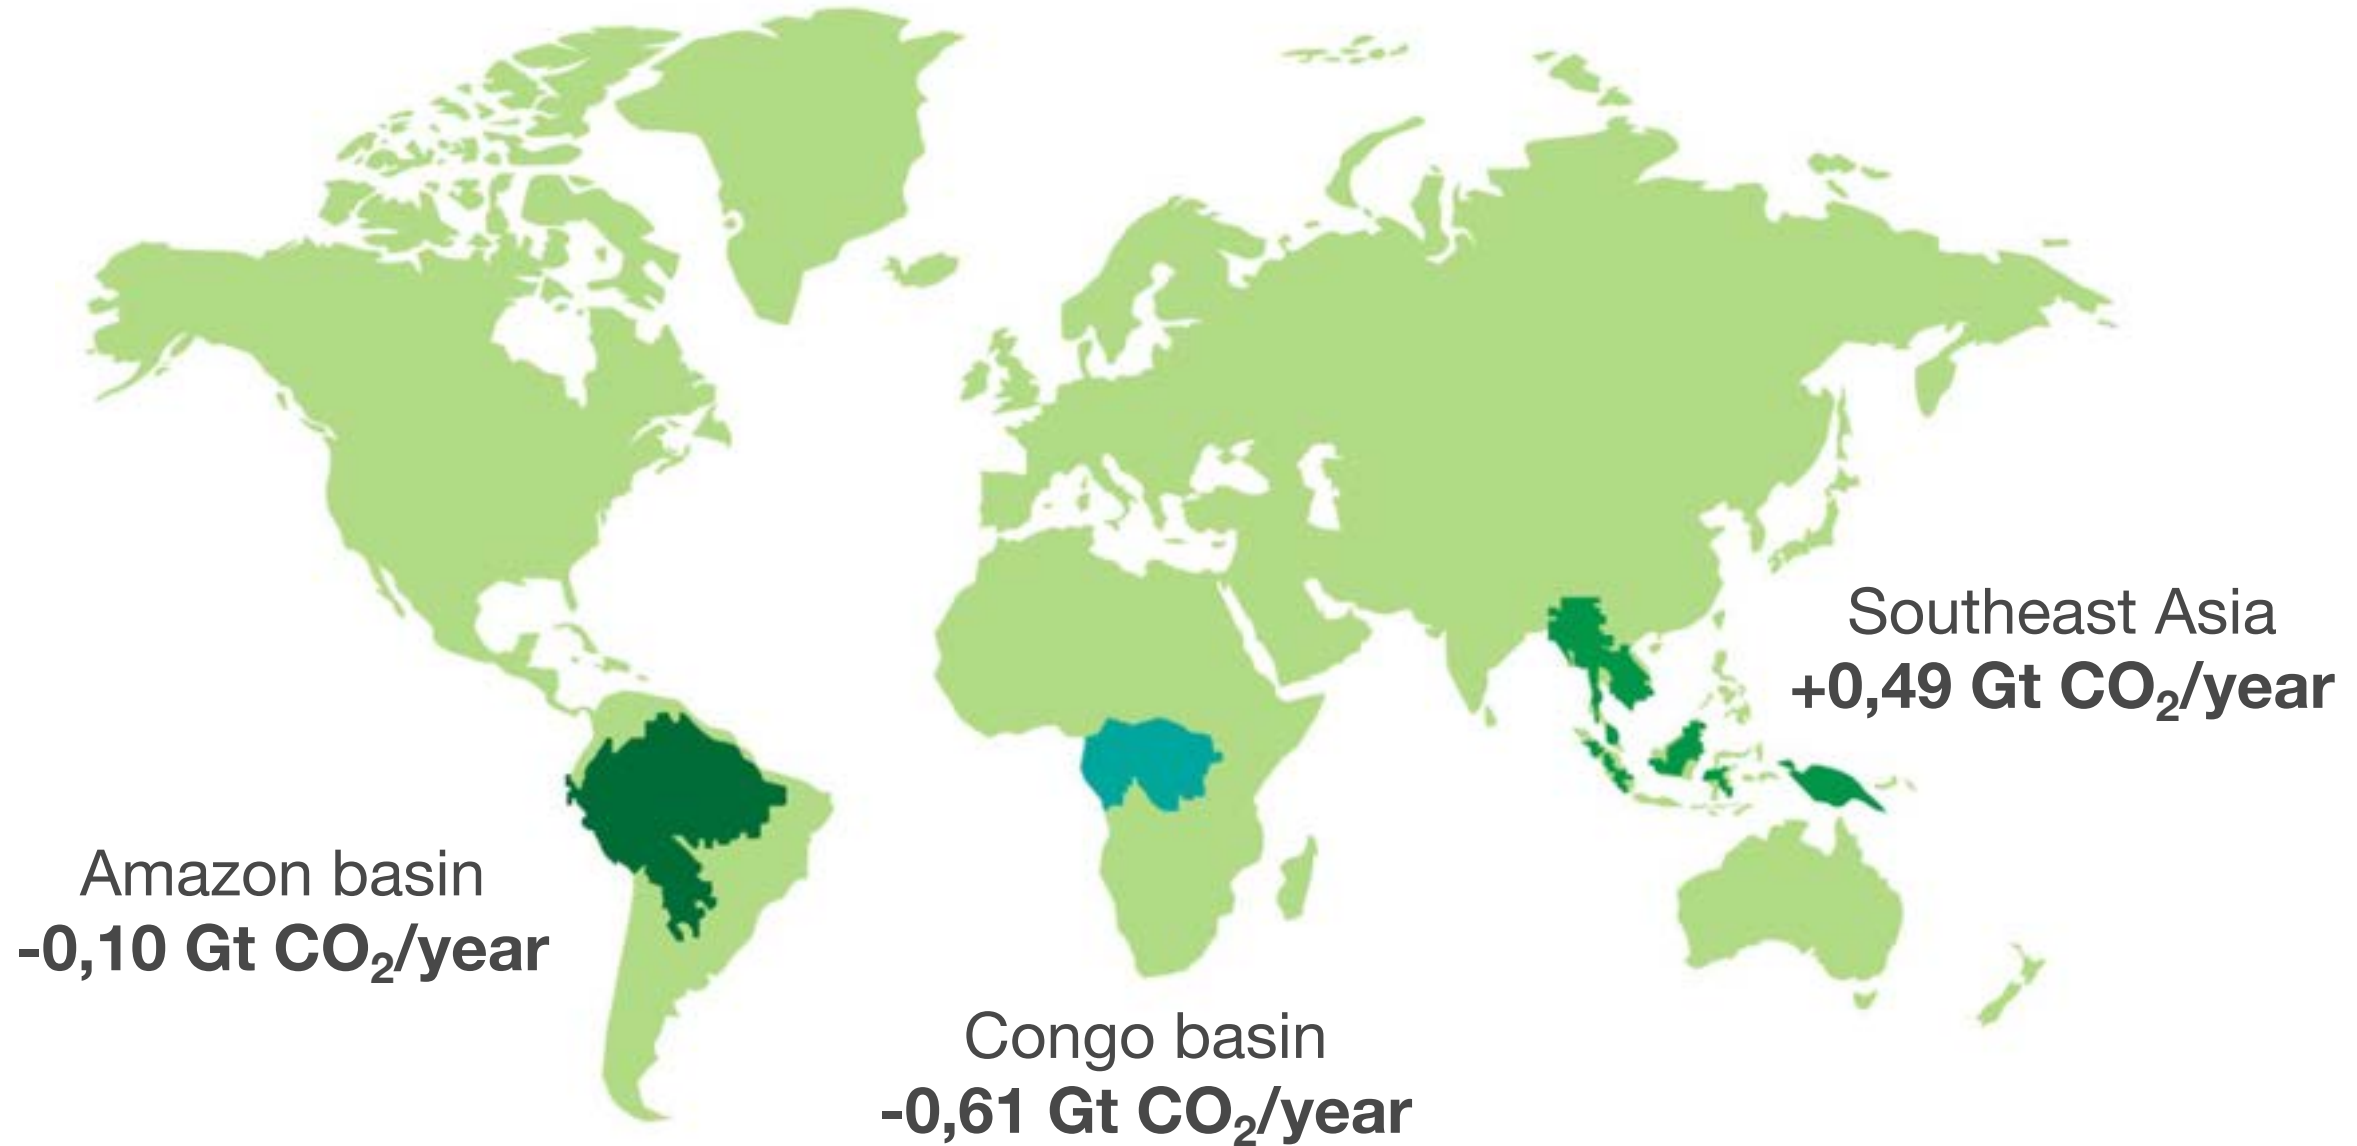 Southeast Asia
+0,49 Gt CO₂/year
Amazon basin
-0,10 Gt CO₂/year
Congo basin
-0,61 Gt CO₂/year